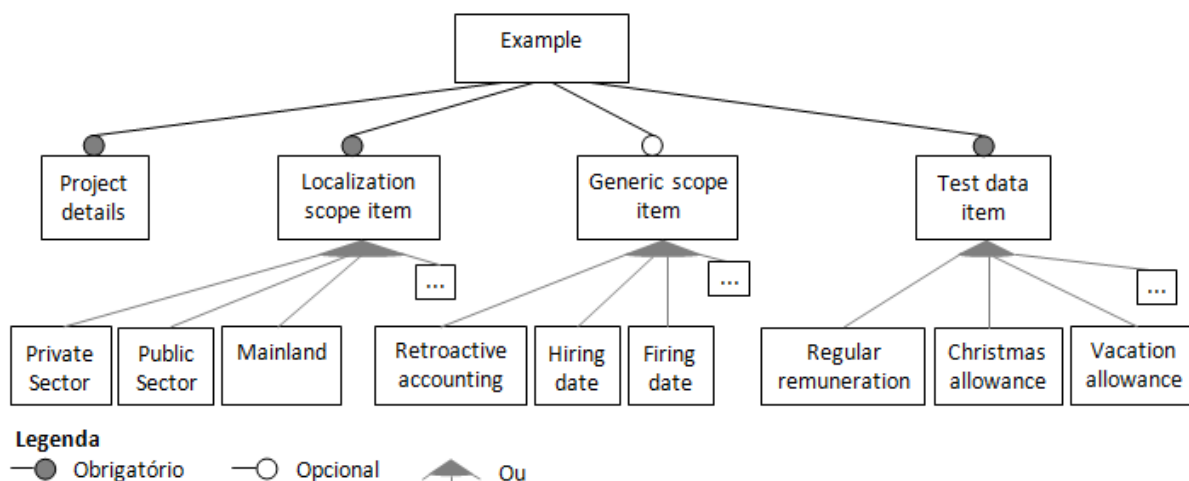 Example
Project
details
Localization
scope item
Generic scope
item
Test data
item
...
...
...
Private
Sector
Public
Sector
Mainland
Retroactive
accounting
Hiring
date
Firing
date
Regular
remuneration
Christmas
allowance
Vacation
allowance
Legenda
Obrigatório
Opcional
Ou